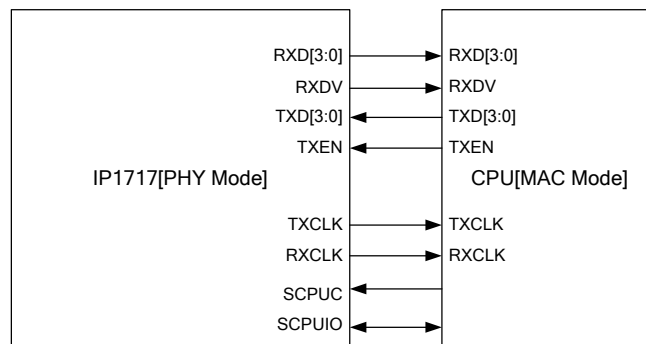 RXD[3:0] RXD[3:0]
RXDV RXDV
TXD[3:0] TXD[3:0]
TXEN TXEN
IP1717[PHY Mode] CPU[MAC Mode]
TXCLK TXCLK
RXCLK RXCLK
SCPUC
SCPUIO